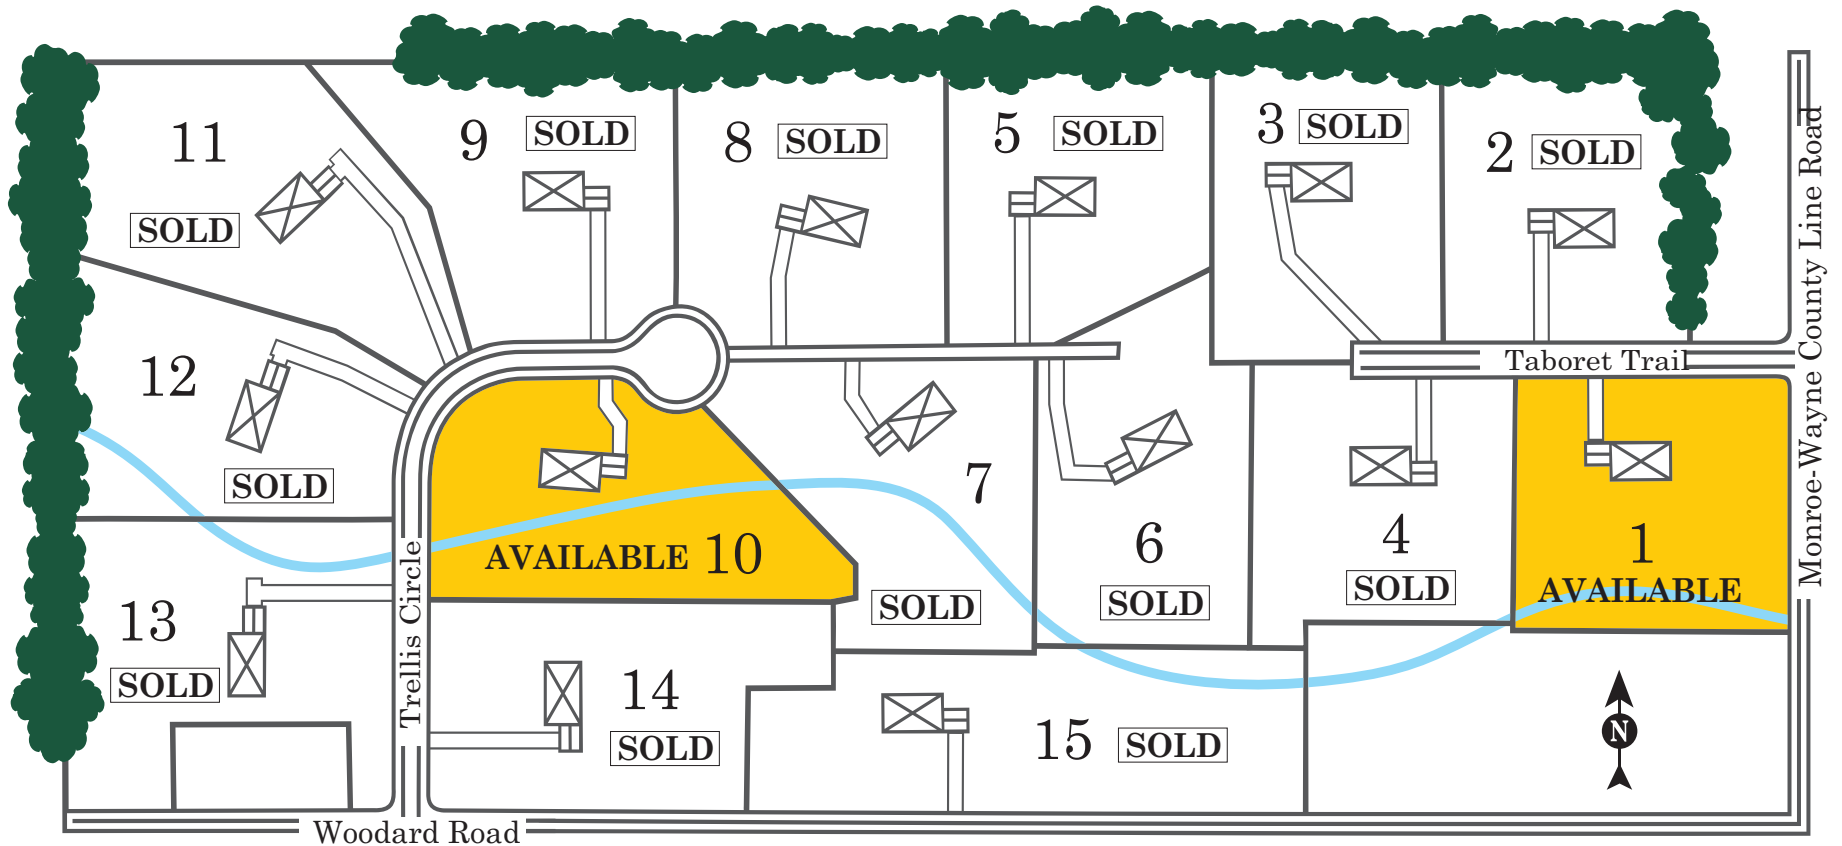 11
SOLD
9
SOLD
8
SOLD
5
SOLD
3
SOLD
2
SOLD
Monroe-Wayne County Line Road
Taboret Trail
12
SOLD
AVAILABLE 10
7
SOLD
6
SOLD
4
SOLD
1
AVAILABLE
13
SOLD
Trellis Circle
14
SOLD
15
SOLD
N
Woodard Road